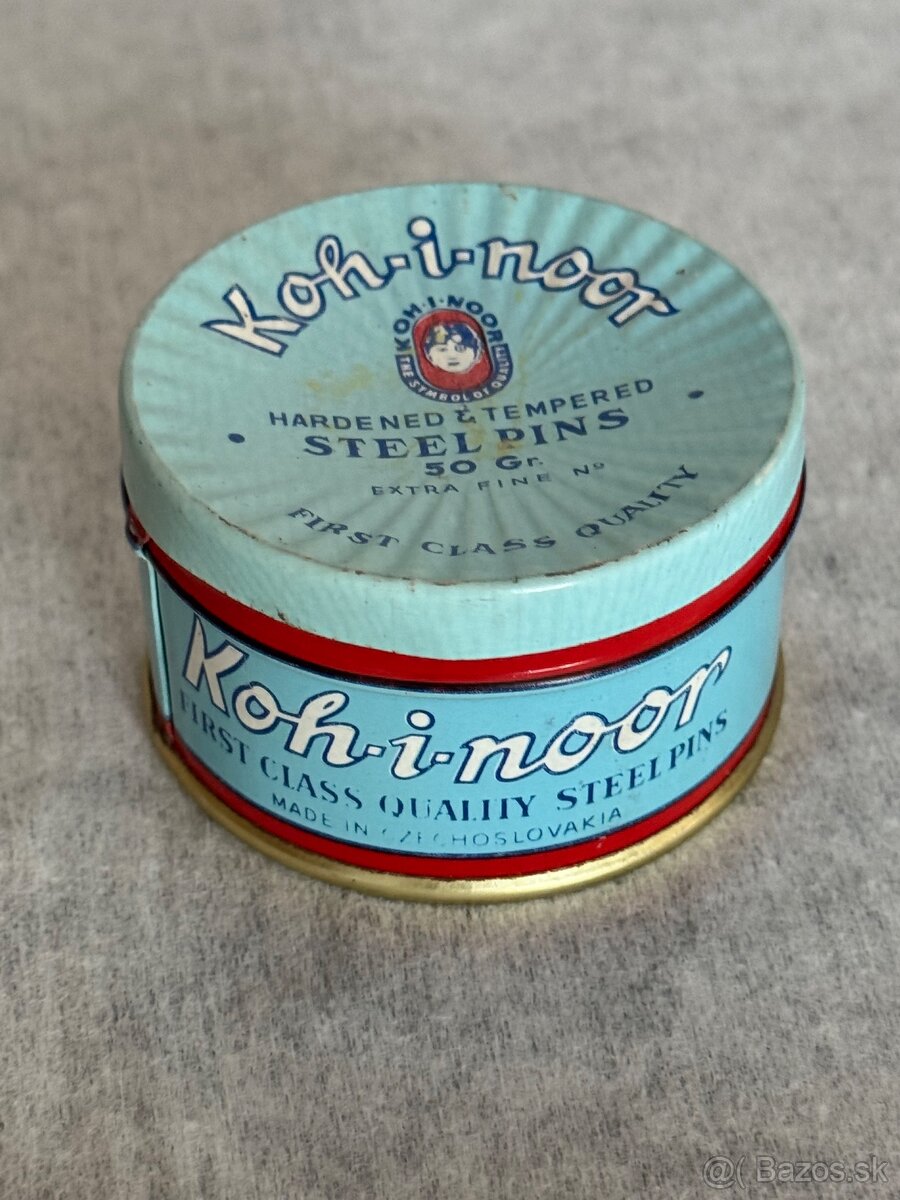 Koh-i-noor
KOH-I-NOOR
THE SYMBOL OF QUALITY
HARDENED & TEMPERED
STEEL PINS
50 Gr.
EXTRA FINE Nº
FIRST CLASS QUALITY
Koh-i-noor
FIRST CLASS QUALITY STEEL PINS
MADE IN CZECHOSLOVAKIA
@( Bazos.sk